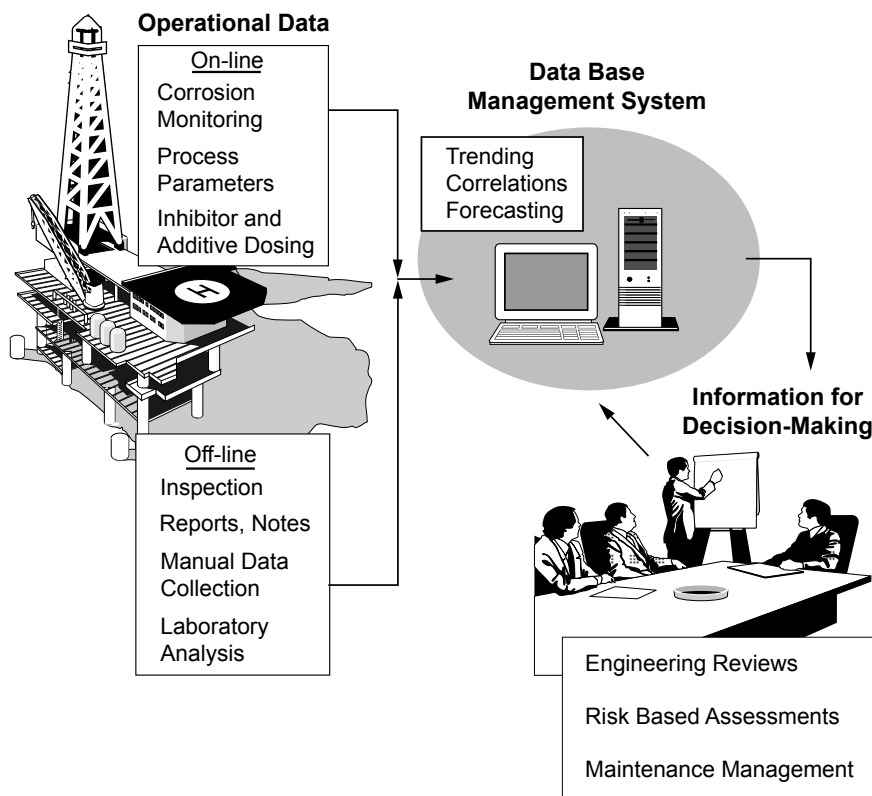 Operational Data
On-line
Corrosion
Monitoring
Process
Parameters
Inhibitor and
Additive Dosing
H
Off-line
Inspection
Reports, Notes
Manual Data
Collection
Laboratory
Analysis
Data Base
Management System
Trending
Correlations
Forecasting
Information for
Decision-Making
Engineering Reviews
Risk Based Assessments
Maintenance Management